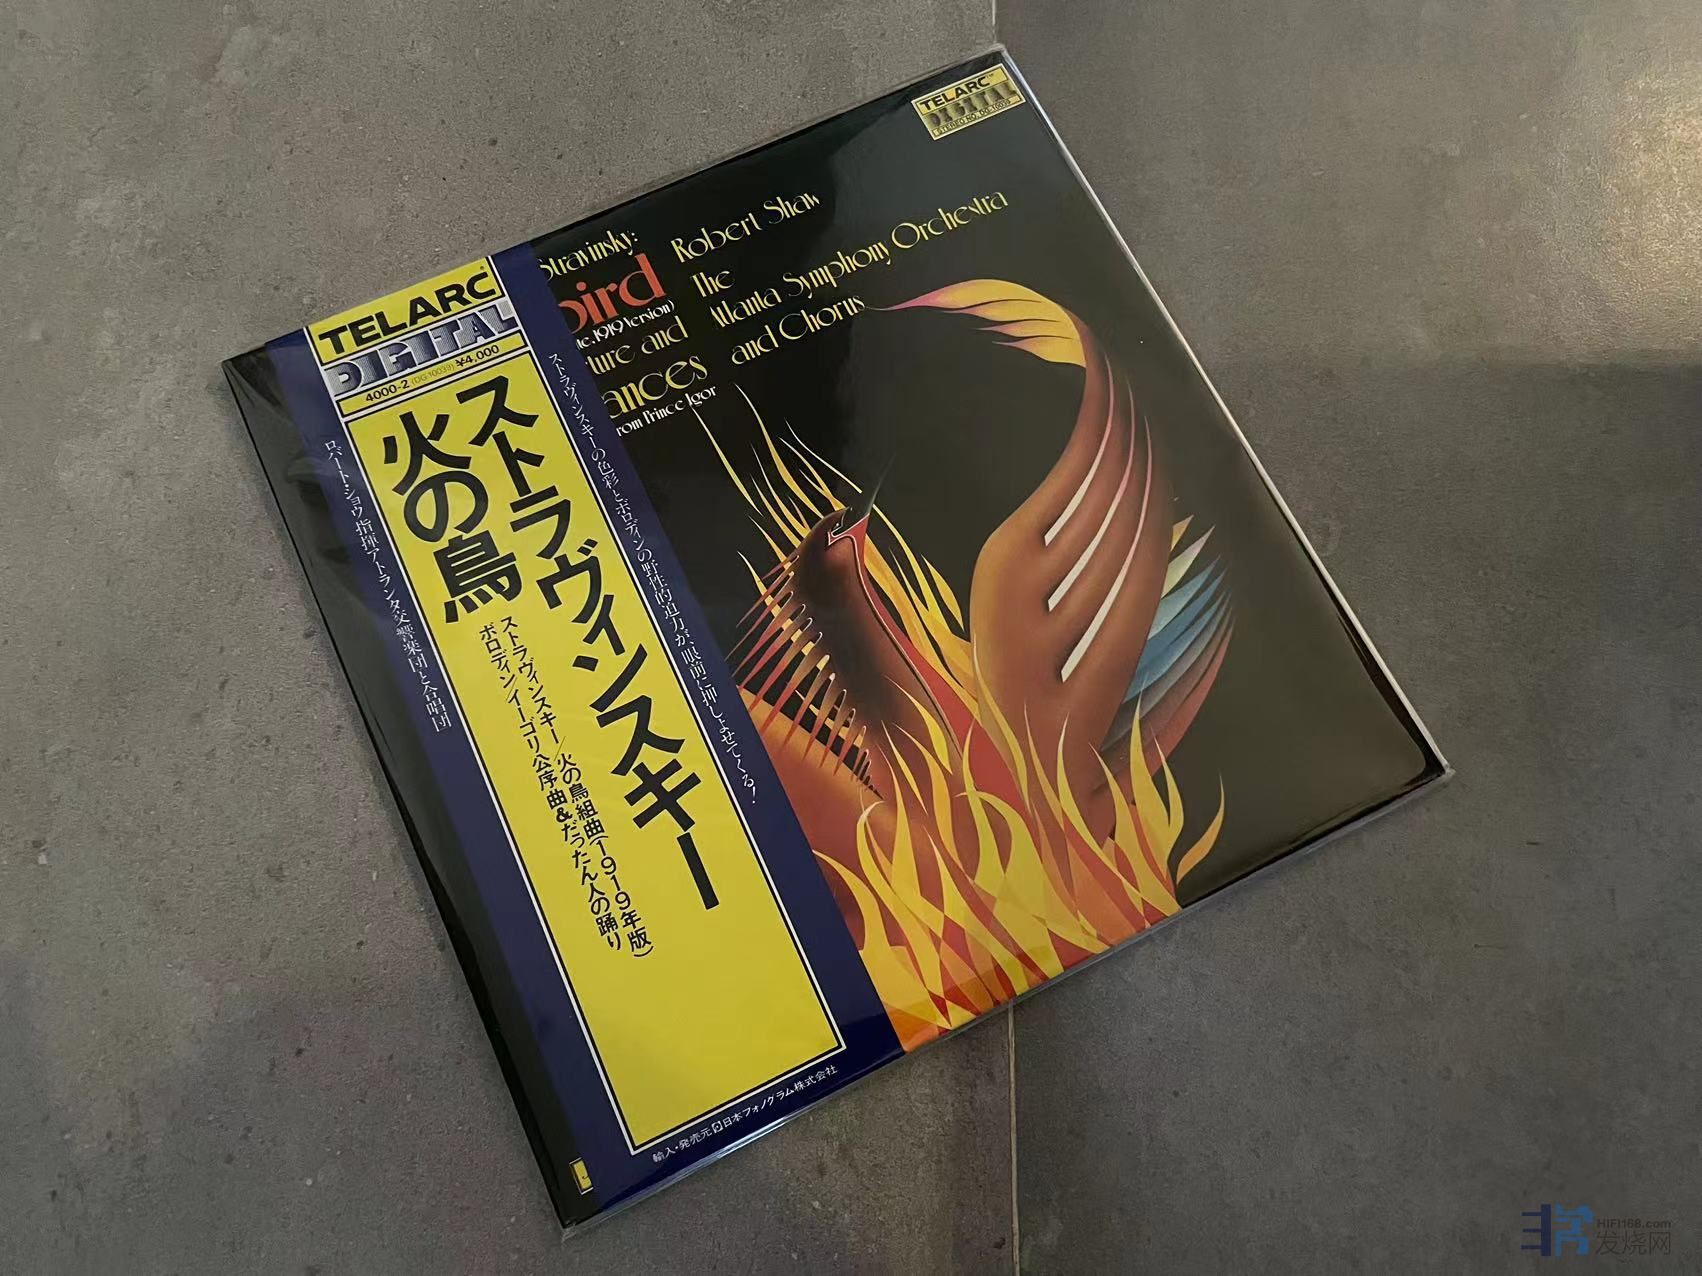 TELARC
DIGITAL
4000-2 (DG-10039) ¥4,000
ストラヴィンスキー
火の鳥
ストラヴィンスキー/火の鳥組曲(1919年版)
ボロディン/イーゴリ公序曲&だったん人の踊り
ストラヴィンスキーの色彩とボロディンの野性的迫力が、眼前に押しよせてくる!
ロバート・ショウ指揮アトランタ交響楽団と合唱団
輸入・発売元 日本フォノグラム株式会社
TELARC™
DIGITAL
STEREO NO. DG-10039
Stravinsky:
bird
1919 Version)
ture and
ances
from Prince Igor
Robert Shaw
The
Atlanta Symphony Orchestra
and Chorus
HIFI168.com
发烧网